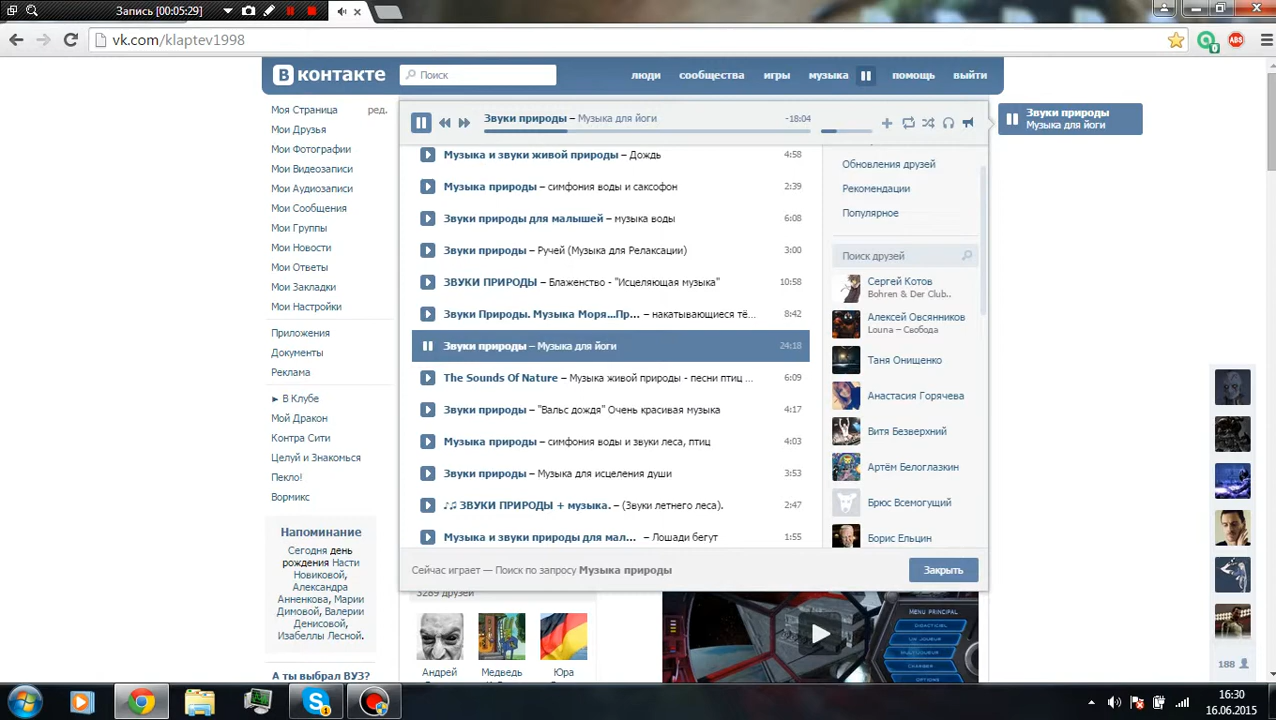 Запись [00:05:29]
vk.com/klaptev1998
ABS
0
В контакте
Поиск
люди
сообщества
игры
музыка
помощь
выйти
Моя Страница
ред.
Мои Друзья
Мои Фотографии
Мои Видеозаписи
Мои Аудиозаписи
Мои Сообщения
Мои Группы
Мои Новости
Мои Ответы
Мои Закладки
Мои Настройки
Приложения
Документы
Реклама
► В Клубе
Мой Дракон
Контра Сити
Целуй и Знакомься
Пекло!
Вормикс
Напоминание
Сегодня день
рождения Насти
Новиковой,
Александра
Анненкова, Марии
Димовой, Валерии
Денисовой,
Изабеллы Лесной.
А ты выбрал ВУЗ?
Звуки природы – Музыка для йоги
-18:04
Музыка и звуки живой природы – Дождь 4:58
Музыка природы – симфония воды и саксофон 2:39
Звуки природы для малышей – музыка воды 6:08
Звуки природы – Ручей (Музыка для Релаксации) 3:00
ЗВУКИ ПРИРОДЫ – Блаженство - "Исцеляющая музыка" 10:58
Звуки Природы. Музыка Моря...Пр... – накатывающиеся тё... 8:42
Звуки природы – Музыка для йоги 24:18
The Sounds Of Nature – Музыка живой природы - песни птиц ... 6:09
Звуки природы – "Вальс дождя" Очень красивая музыка 4:17
Музыка природы – симфония воды и звуки леса, птиц 4:03
Звуки природы – Музыка для исцеления души 3:53
♫ ЗВУКИ ПРИРОДЫ + музыка. – (Звуки летнего леса). 2:47
Музыка и звуки природы для мал... – Лошади бегут 1:55
Обновления друзей
Рекомендации
Популярное
Поиск друзей
Сергей Котов
Bohren & Der Club..
Алексей Овсянников
Louna – Свобода
Таня Онищенко
Анастасия Горячева
Витя Безверхний
Артём Белоглазкин
Брюс Всемогущий
Борис Ельцин
Сейчас играет — Поиск по запросу Музыка природы
Закрыть
Звуки природы
Музыка для йоги
3289 друзей
Андрей
Медведь
Юра
MENU PRINCIPAL
DIDACTICIEL
UN JOUEUR
MULTIJOUEUR
CHARGER
OPTIONS
188
1
16:30
16.06.2015